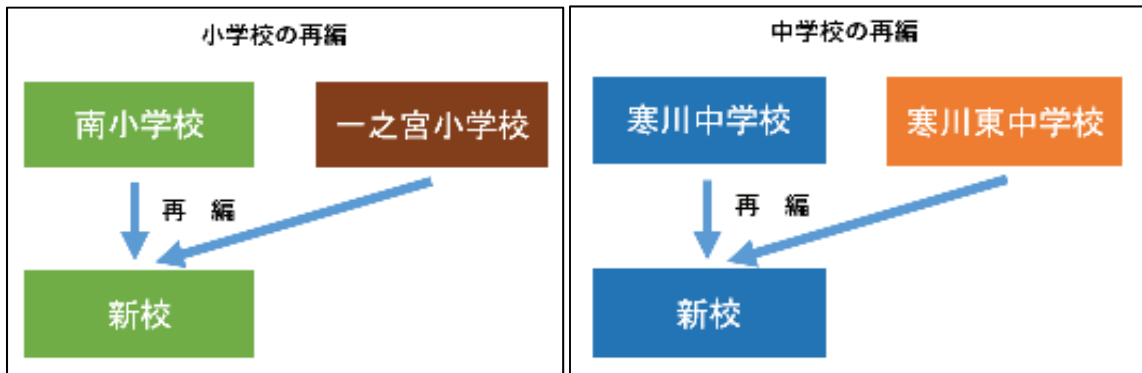 小学校の再編
南小学校
一之宮小学校
再 編
新校
中学校の再編
寒川中学校
寒川東中学校
再 編
新校